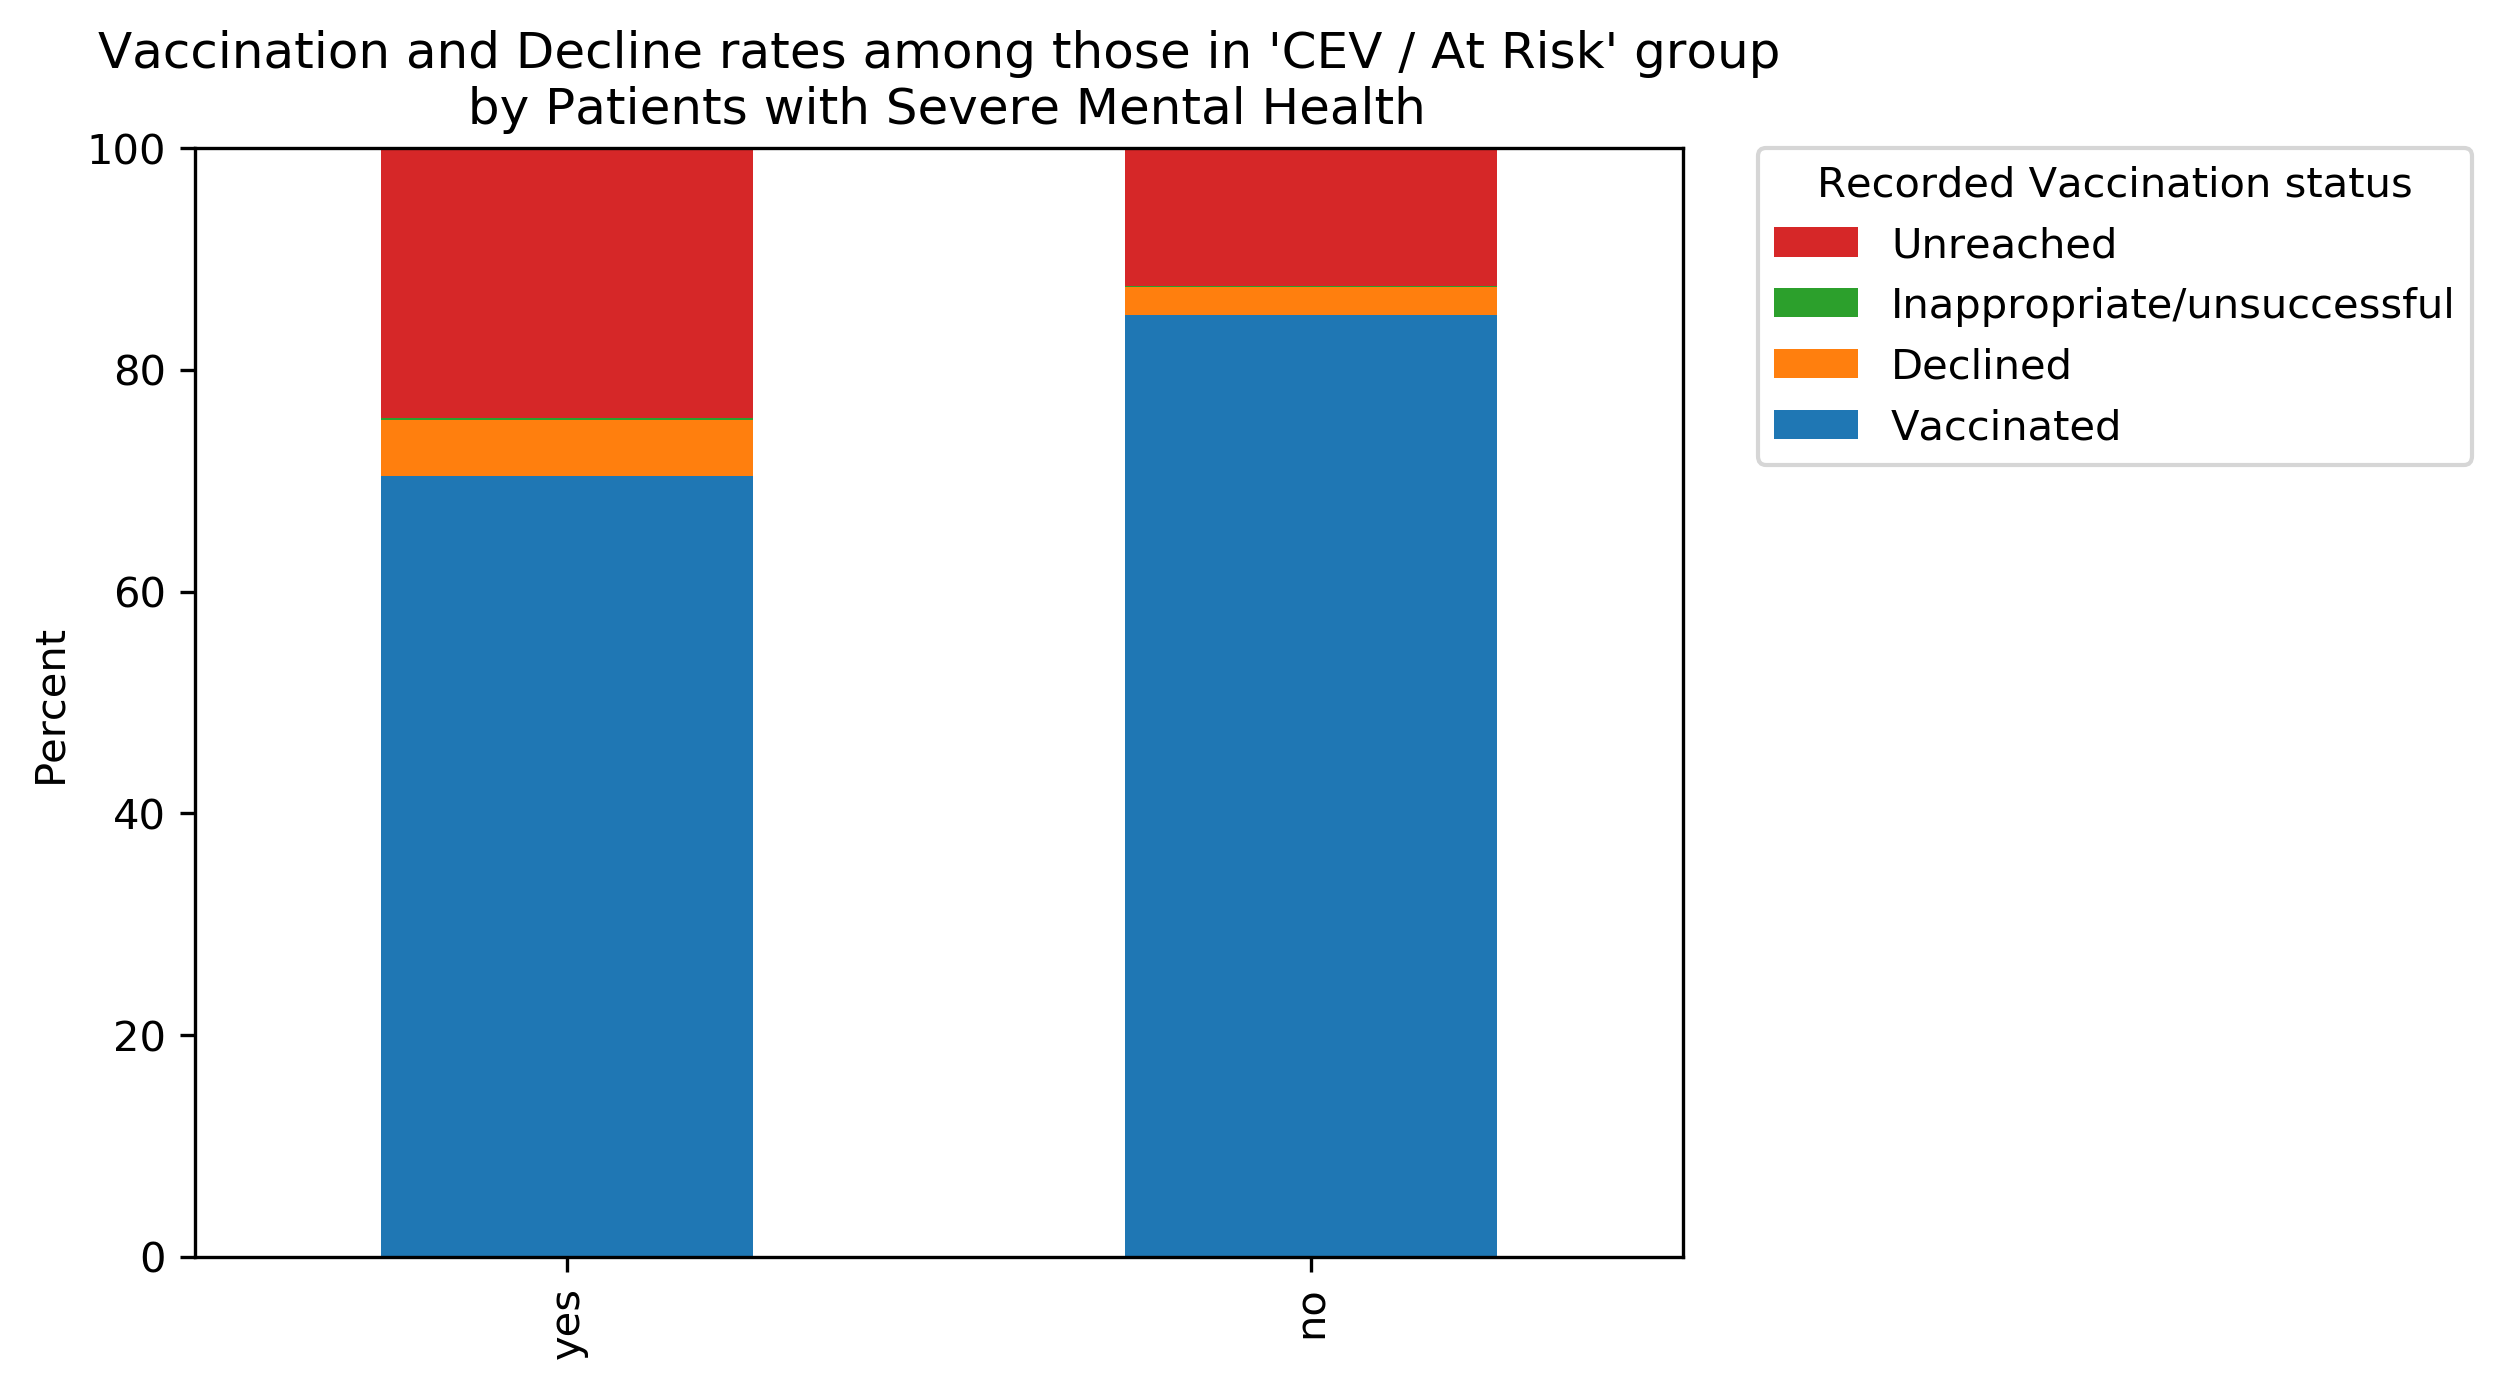 Vaccination and Decline rates among those in 'CEV / At Risk' group
by Patients with Severe Mental Health
100
80
60
40
20
0
Percent
yes
no
Recorded Vaccination status
Unreached
Inappropriate/unsuccessful
Declined
Vaccinated